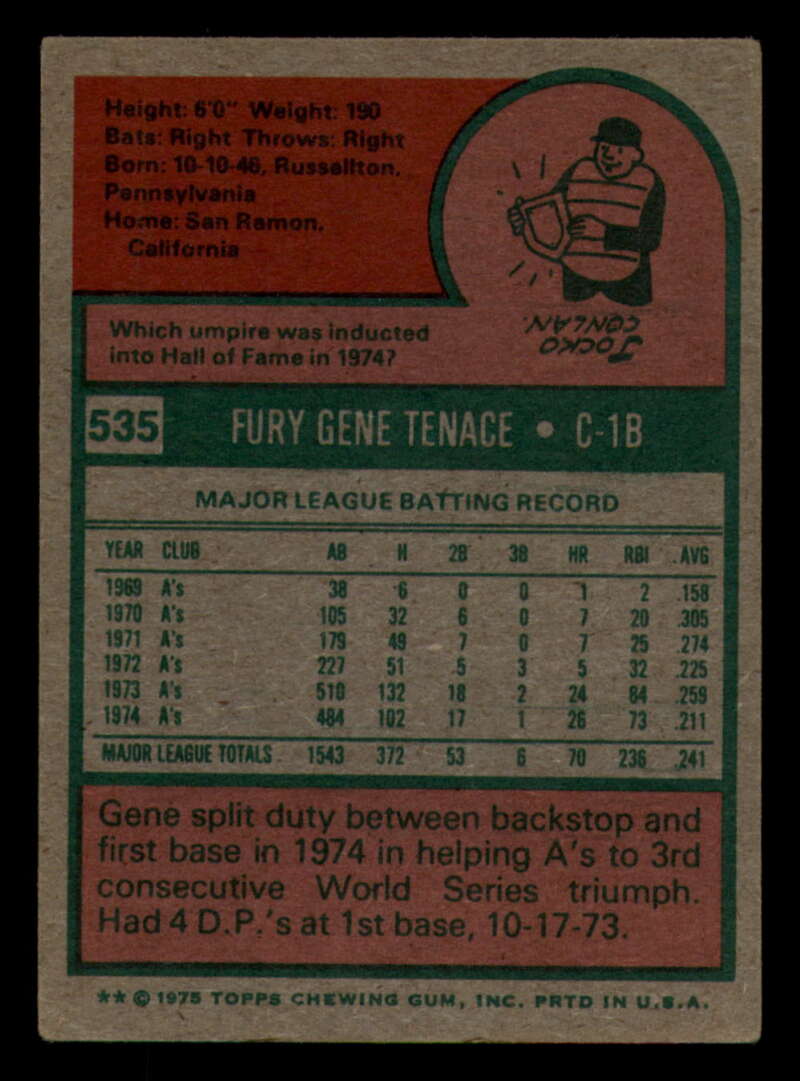 Height: 6'0" Weight: 190
Bats: Right Throws: Right
Born: 10-10-46, Russellton,
Pennsylvania
Home: San Ramon,
California
JOCKO
CONLAN.
Which umpire was inducted
into Hall of Fame in 1974?
535 FURY GENE TENACE • C-1B
MAJOR LEAGUE BATTING RECORD
YEAR CLUB AB H 2B 3B HR RBI AVG
1969 A's 38 6 0 0 1 2 .158
1970 A's 105 32 6 0 7 20 .305
1971 A's 179 49 7 0 7 25 .274
1972 A's 227 51 5 3 5 32 .225
1973 A's 510 132 18 2 24 84 .259
1974 A's 484 102 17 1 26 73 .211
MAJOR LEAGUE TOTALS 1543 372 53 6 70 236 .241
Gene split duty between backstop and
first base in 1974 in helping A's to 3rd
consecutive World Series triumph.
Had 4 D.P.'s at 1st base, 10-17-73.
** © 1975 TOPPS CHEWING GUM, INC. PRTD IN U.S.A.